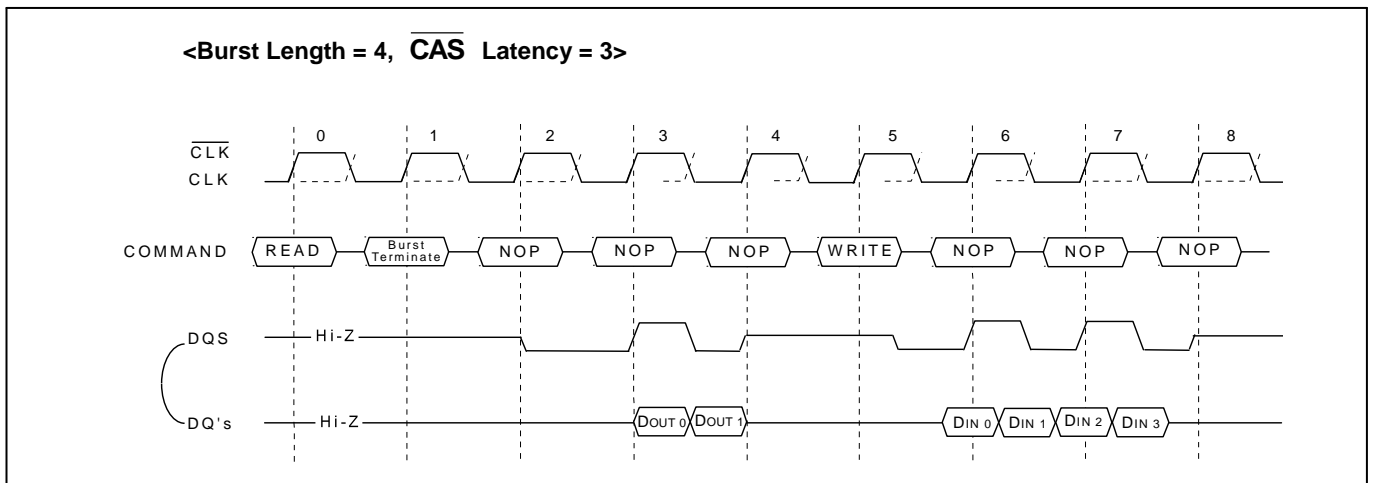 <Burst Length = 4, CAS Latency = 3>
0 1 2 3 4 5 6 7 8
CLK
CLK
COMMAND READ Burst Terminate NOP NOP NOP WRITE NOP NOP NOP
DQS Hi-Z
DQ's Hi-Z DOUT 0 DOUT 1 DIN 0 DIN 1 DIN 2 DIN 3